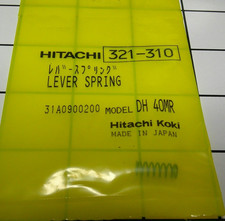 HITACHI 321-310
ﾚﾊﾞｰｽﾌﾟﾘﾝｸﾞ
LEVER SPRING
31A0900200 MODEL DH 40MR
Hitachi Koki
MADE IN JAPAN